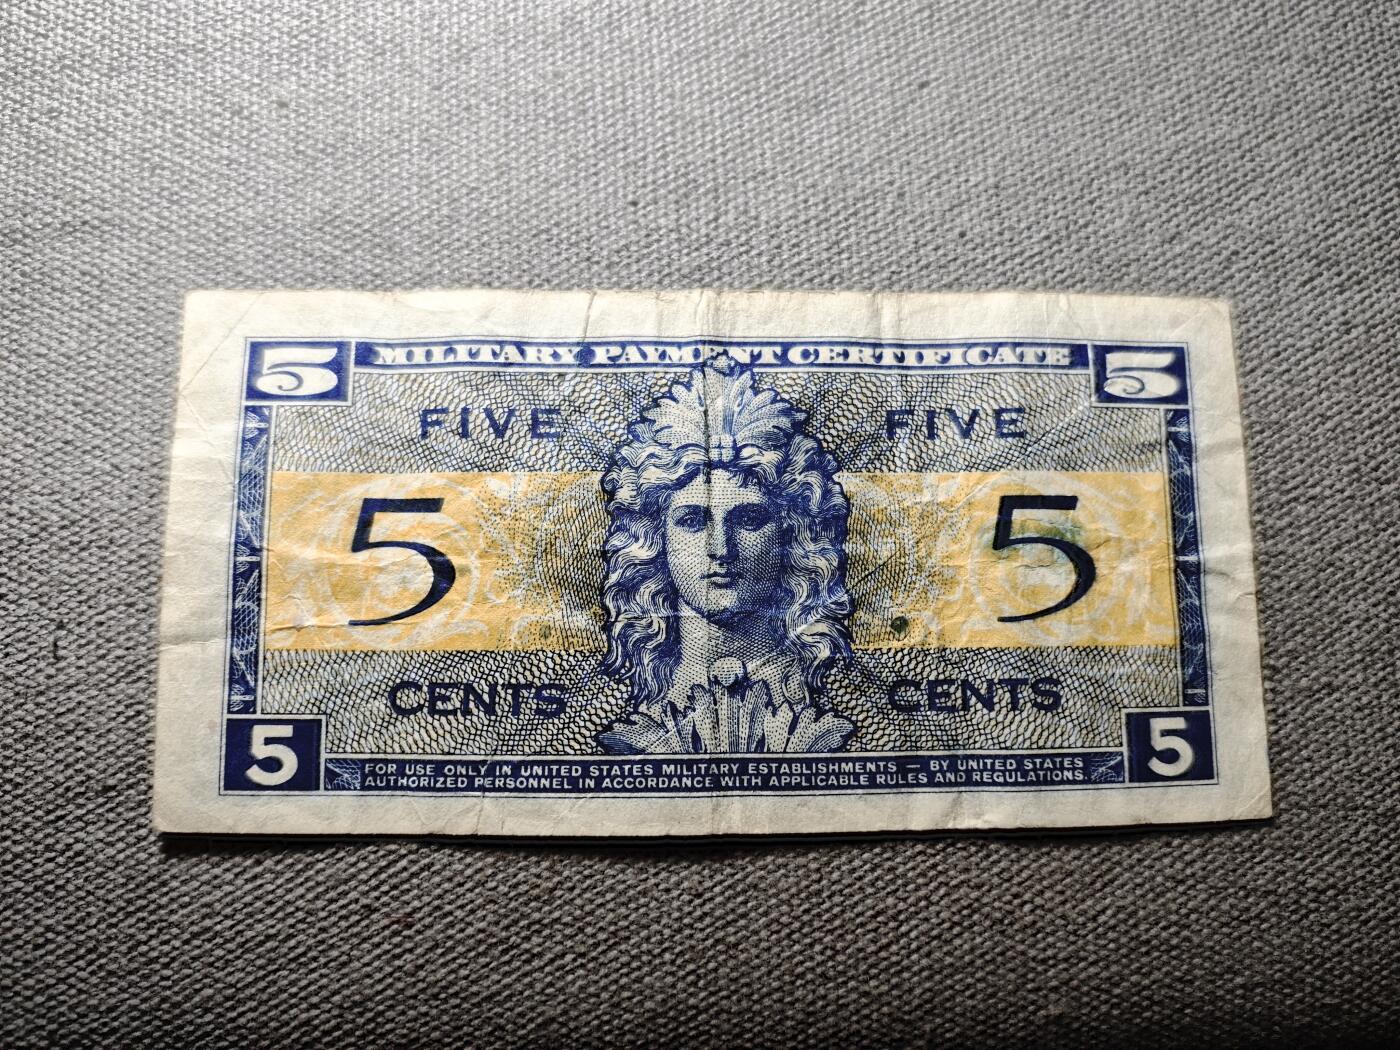 5 MILITARY PAYMENT CERTIFICATE 5
FIVE FIVE
5 5
CENTS CENTS
5 FOR USE ONLY IN UNITED STATES MILITARY ESTABLISHMENTS — BY UNITED STATES 5
AUTHORIZED PERSONNEL IN ACCORDANCE WITH APPLICABLE RULES AND REGULATIONS.